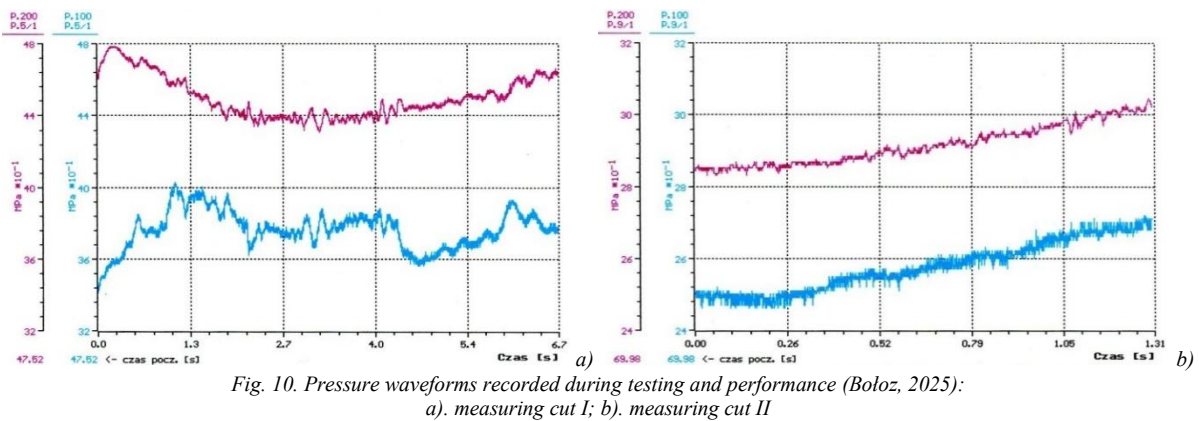 P.200 P.100
P.5/1 P.5/1
48 48
44 44
MPa *10⁻¹ MPa *10⁻¹
40 40
36 36
32 32
0.0 1.3 2.7 4.0 5.4 6.7
47.52 47.52 <- czas pocz. [s] Czas [s]
a)
P.200 P.100
P.9/1 P.9/1
32 32
30 30
28 28
MPa *10⁻¹ MPa *10⁻¹
26 26
24 24
0.00 0.26 0.52 0.79 1.05 1.31
69.98 69.98 <- czas pocz. [s] Czas [s]
b)
Fig. 10. Pressure waveforms recorded during testing and performance (Bołoz, 2025):
a). measuring cut I; b). measuring cut II